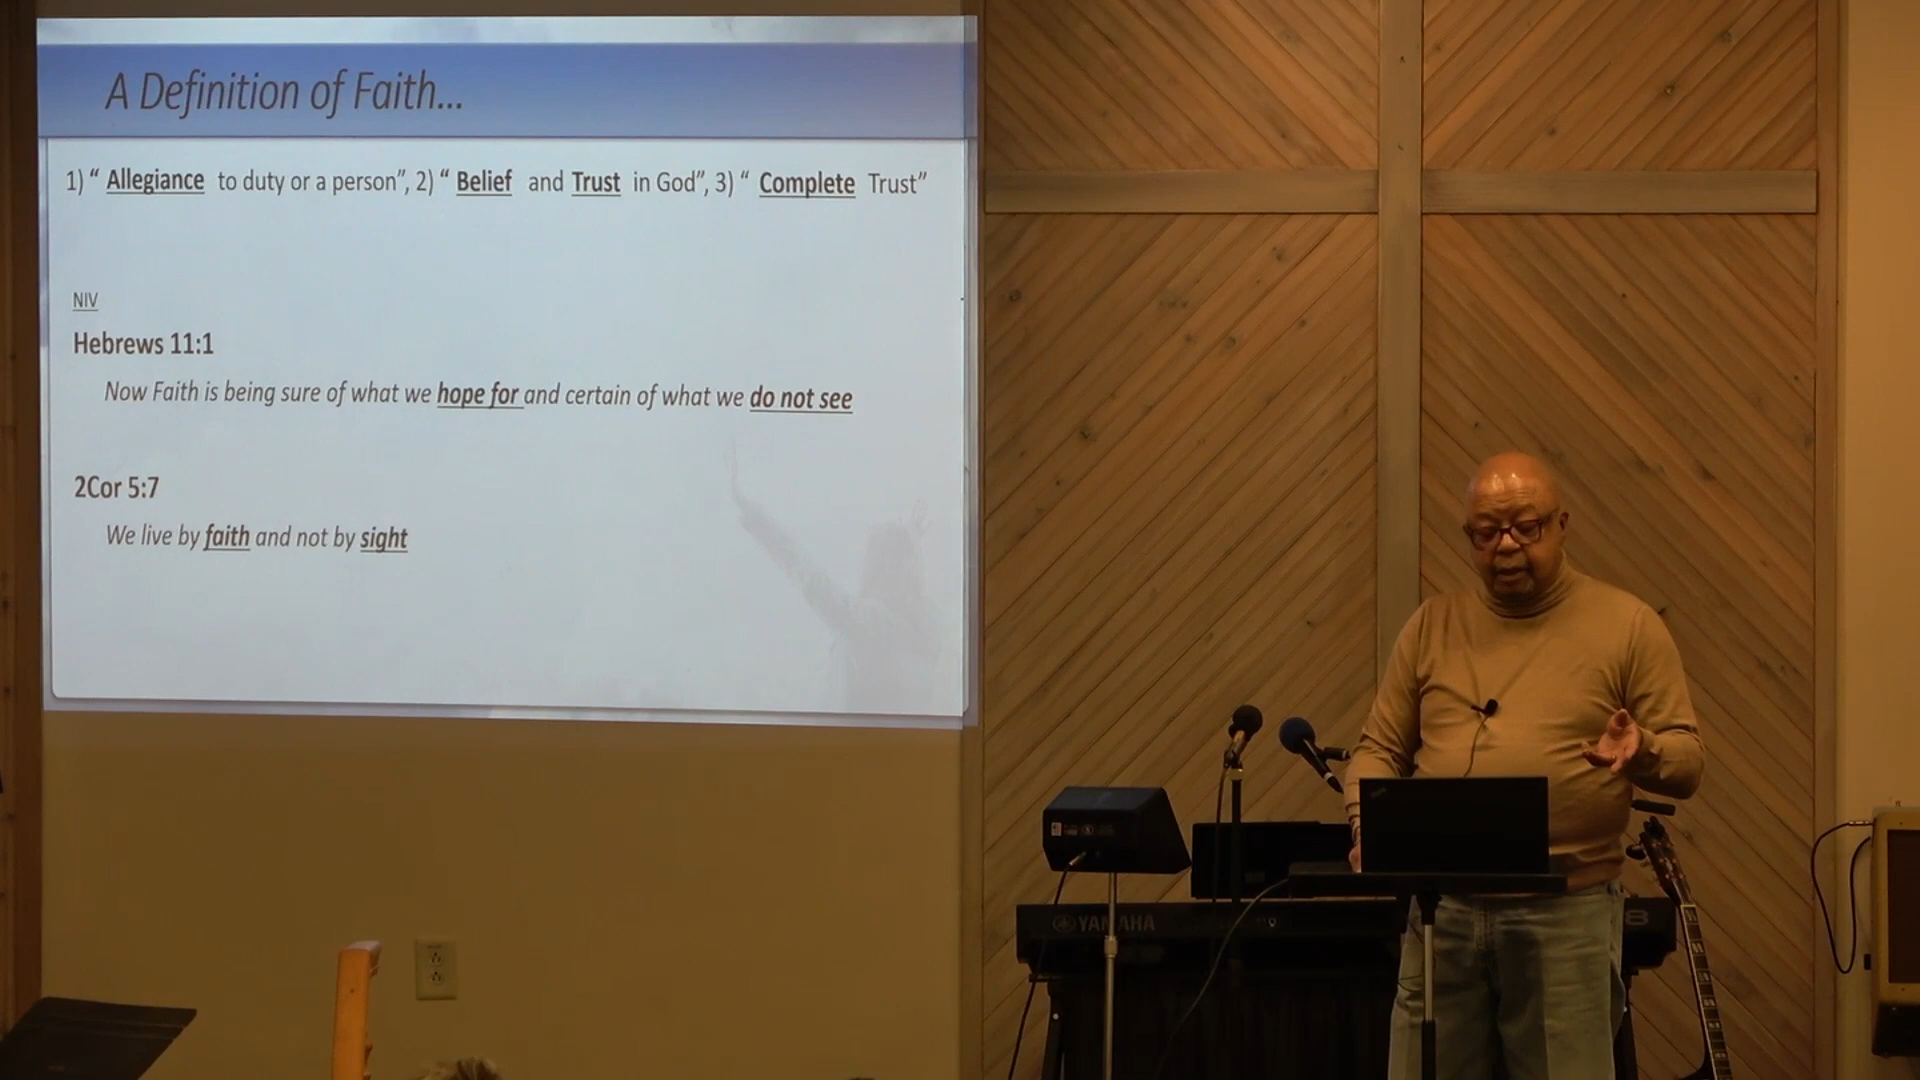 A Definition of Faith...
1) “ Allegiance to duty or a person”, 2) “ Belief and Trust in God”, 3) “ Complete Trust”
NIV
Hebrews 11:1
Now Faith is being sure of what we hope for and certain of what we do not see
2Cor 5:7
We live by faith and not by sight
YAMAHA
8